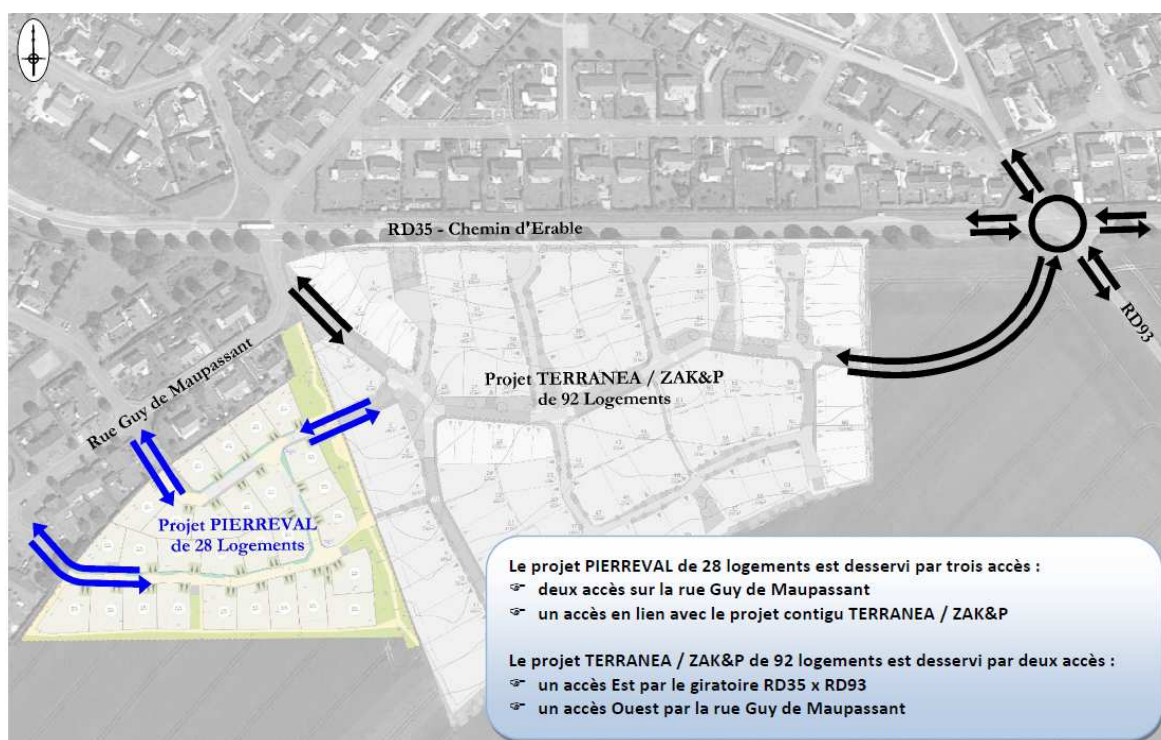 RD35 - Chemin d'Erable
RD93
Rue Guy de Maupassant
Projet TERRANEA / ZAK&P
de 92 Logements
Projet PIERREVAL
de 28 Logements
Le projet PIERREVAL de 28 logements est desservi par trois accès :
☞ deux accès sur la rue Guy de Maupassant
☞ un accès en lien avec le projet contigu TERRANEA / ZAK&P
Le projet TERRANEA / ZAK&P de 92 logements est desservi par deux accès :
☞ un accès Est par le giratoire RD35 x RD93
☞ un accès Ouest par la rue Guy de Maupassant